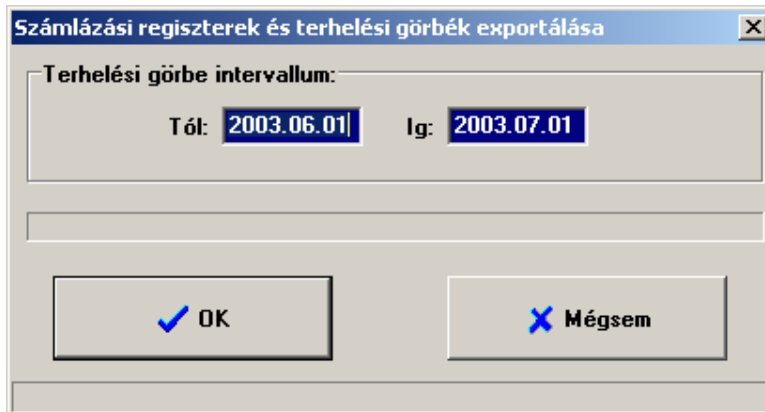 Számlázási regiszterek és terhelési görbék exportálása
Terhelési görbe intervallum:
Tól: 2003.06.01 Ig: 2003.07.01
OK Mégsem